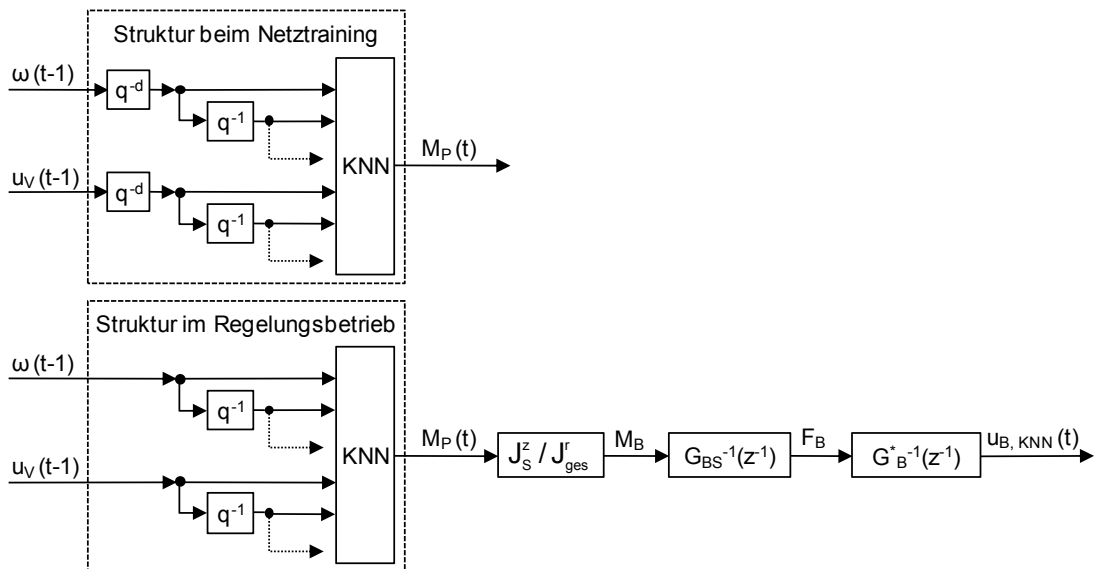 Struktur beim Netztraining
ω(t-1)
q⁻ᵈ
q⁻¹
KNN
M_P(t)
u_V(t-1)
q⁻ᵈ
q⁻¹
Struktur im Regelungsbetrieb
ω(t-1)
q⁻¹
KNN
M_P(t)
J_S^z / J_ges^r
M_B
G_BS⁻¹(z⁻¹)
F_B
G*_B⁻¹(z⁻¹)
u_B, KNN(t)
u_V(t-1)
q⁻¹